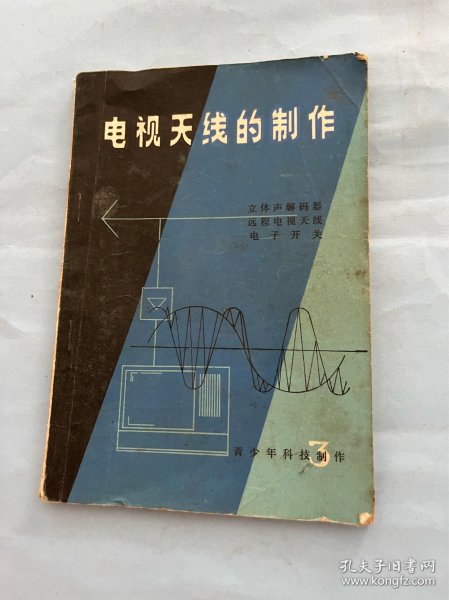 电视天线的制作
立体声解码器
远程电视天线
电子开关
青少年科技制作
3
孔夫子旧书网
www.kongfz.com